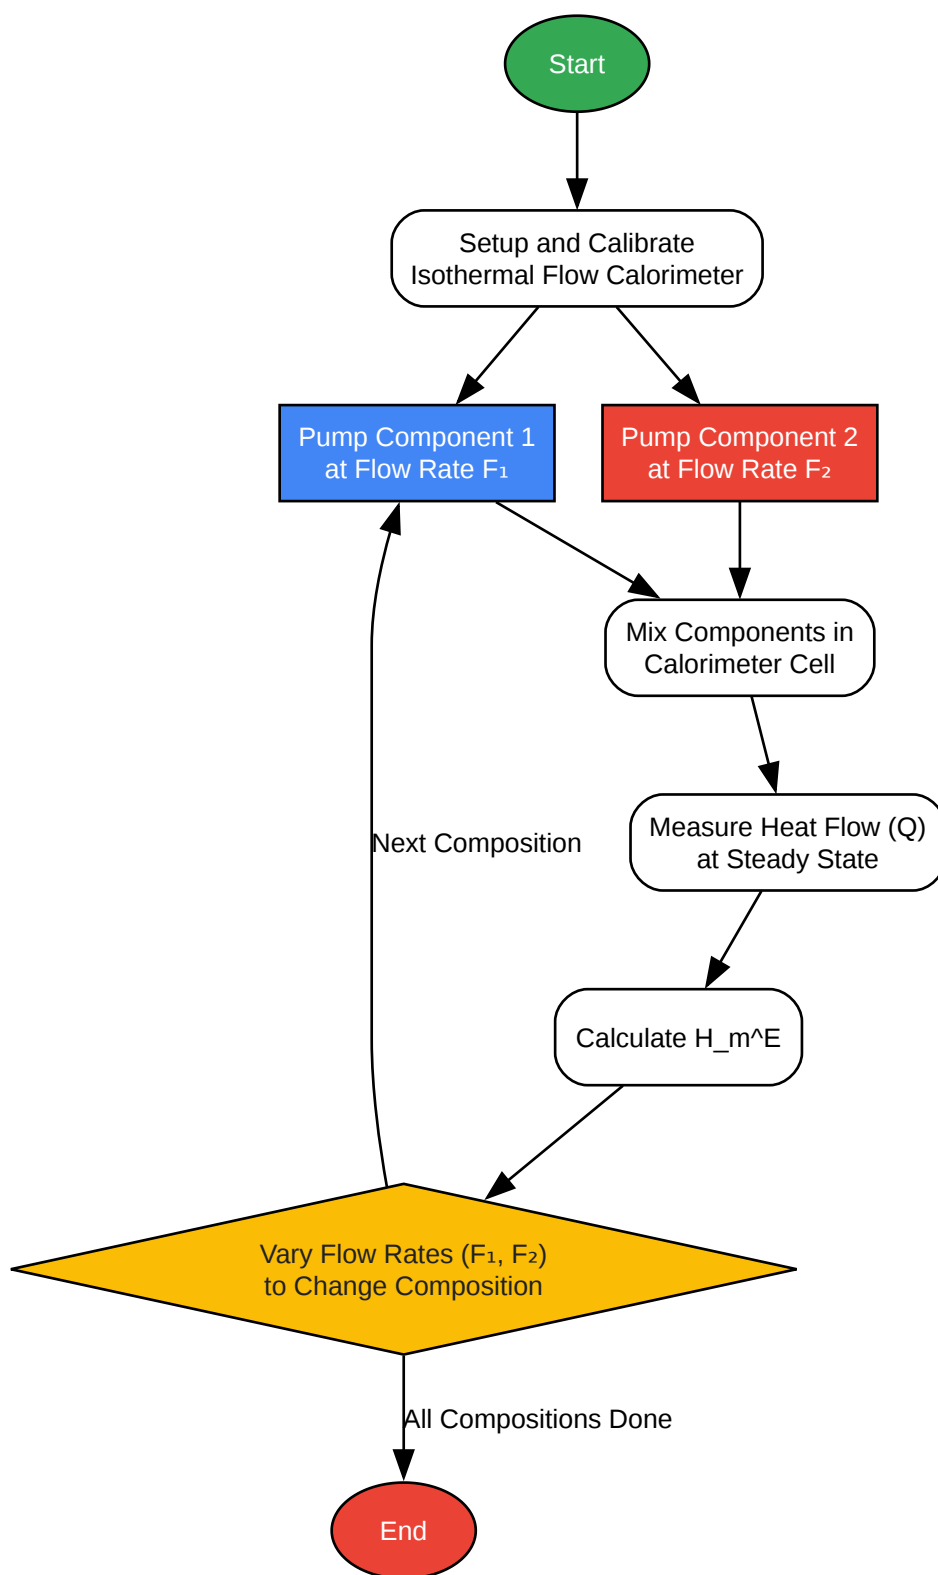 Start
Setup and Calibrate
Isothermal Flow Calorimeter
Pump Component 1
at Flow Rate F₁
Pump Component 2
at Flow Rate F₂
Mix Components in
Calorimeter Cell
Measure Heat Flow (Q)
at Steady State
Next Composition
Calculate H_m^E
Vary Flow Rates (F₁, F₂)
to Change Composition
All Compositions Done
End